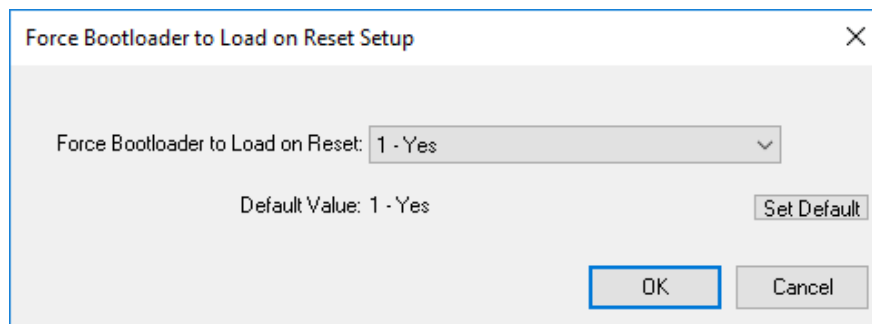 Force Bootloader to Load on Reset Setup
Force Bootloader to Load on Reset: 1 - Yes
Default Value: 1 - Yes
Set Default
OK
Cancel